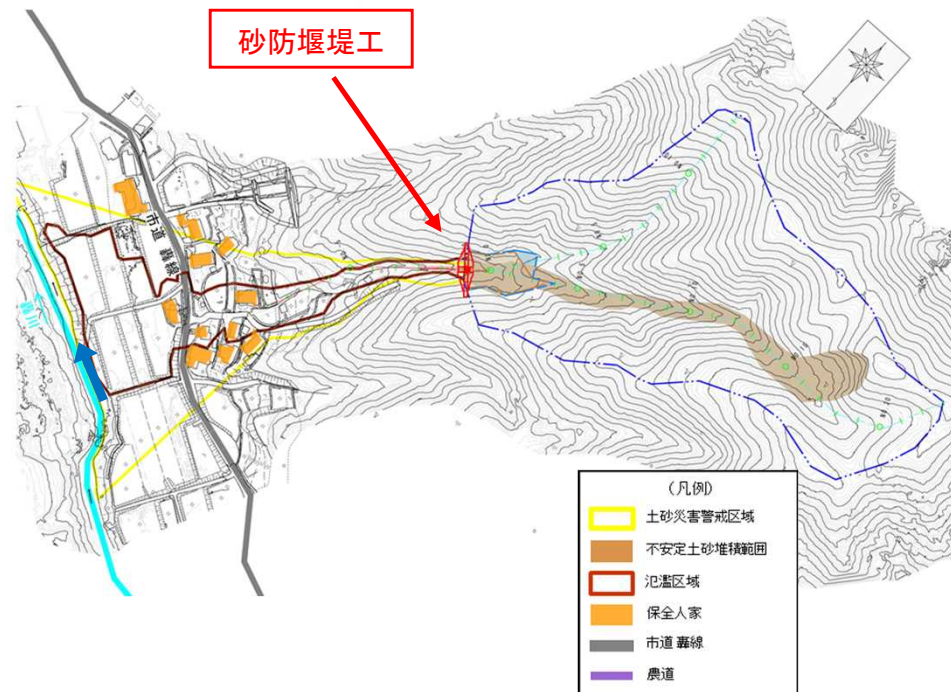 砂防堰堤工
市道 轟線
(凡例)
土砂災害警戒区域
不安定土砂堆積範囲
氾濫区域
保全人家
市道 轟線
農道